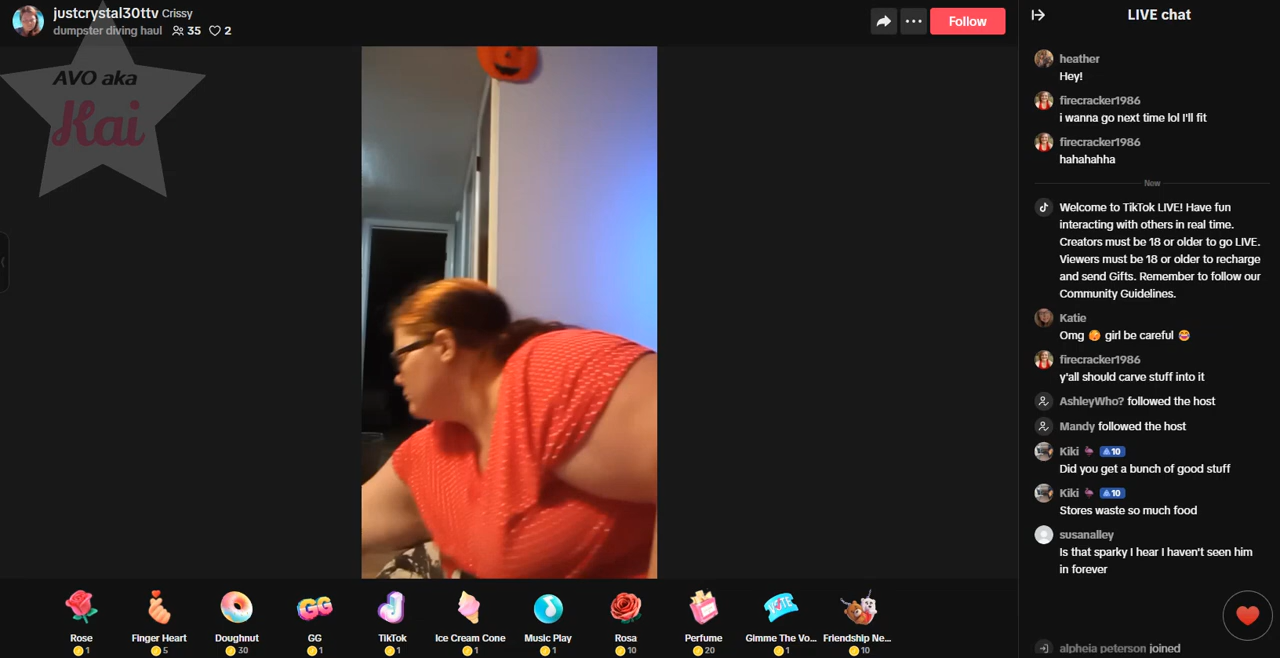 justcrystal30ttv Crissy
dumpster diving haul 35 2
Follow
LIVE chat
AVO aka
Kai
heather
Hey!
firecracker1986
i wanna go next time lol I'll fit
firecracker1986
hahahahha
New
Welcome to TikTok LIVE! Have fun
interacting with others in real time.
Creators must be 18 or older to go LIVE.
Viewers must be 18 or older to recharge
and send Gifts. Remember to follow our
Community Guidelines.
Katie
Omg 🤭 girl be careful 😂
firecracker1986
y'all should carve stuff into it
AshleyWho? followed the host
Mandy followed the host
Kiki 🦩 10
Did you get a bunch of good stuff
Kiki 🦩 10
Stores waste so much food
susanalley
Is that sparky I hear I haven't seen him
in forever
alpheia peterson joined
Rose Finger Heart Doughnut GG TikTok Ice Cream Cone Music Play Rosa Perfume GImme The Vo... Friendship Ne...
1 5 30 1 1 1 1 10 20 1 10